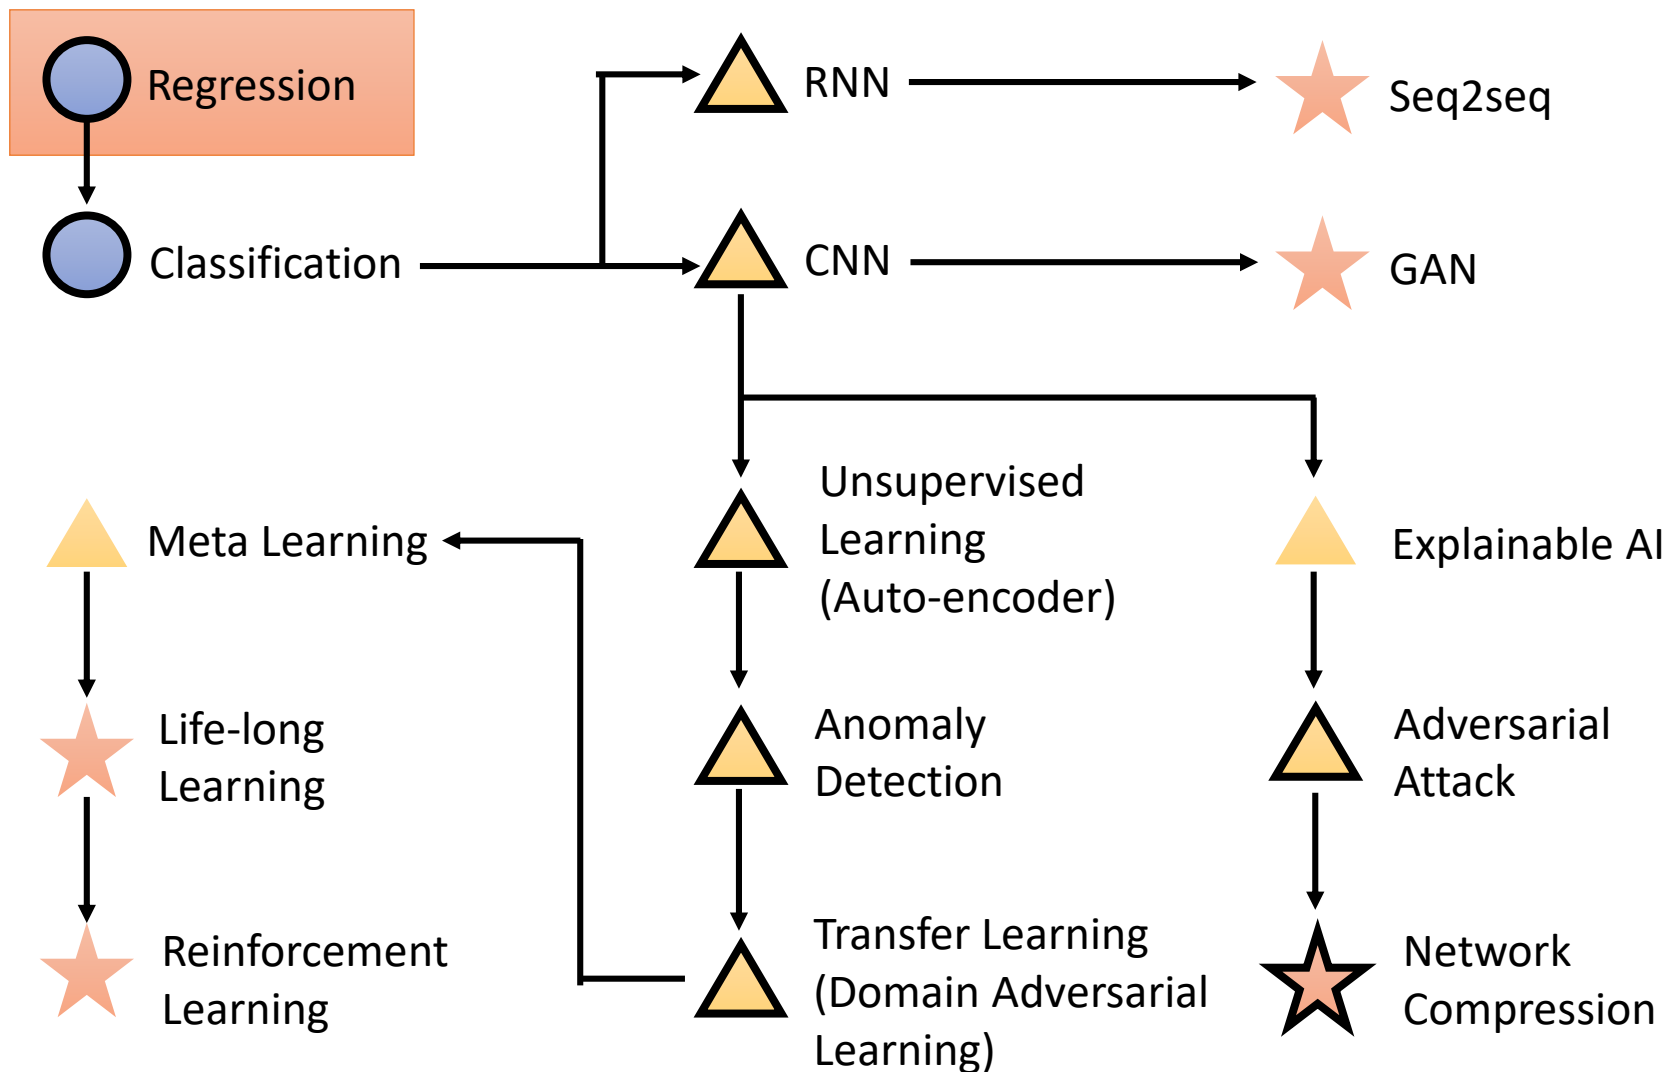 Regression
RNN
Seq2seq
Classification
CNN
GAN
Unsupervised
Learning
(Auto-encoder)
Meta Learning
Explainable AI
Life-long
Learning
Anomaly
Detection
Adversarial
Attack
Reinforcement
Learning
Transfer Learning
(Domain Adversarial
Learning)
Network
Compression